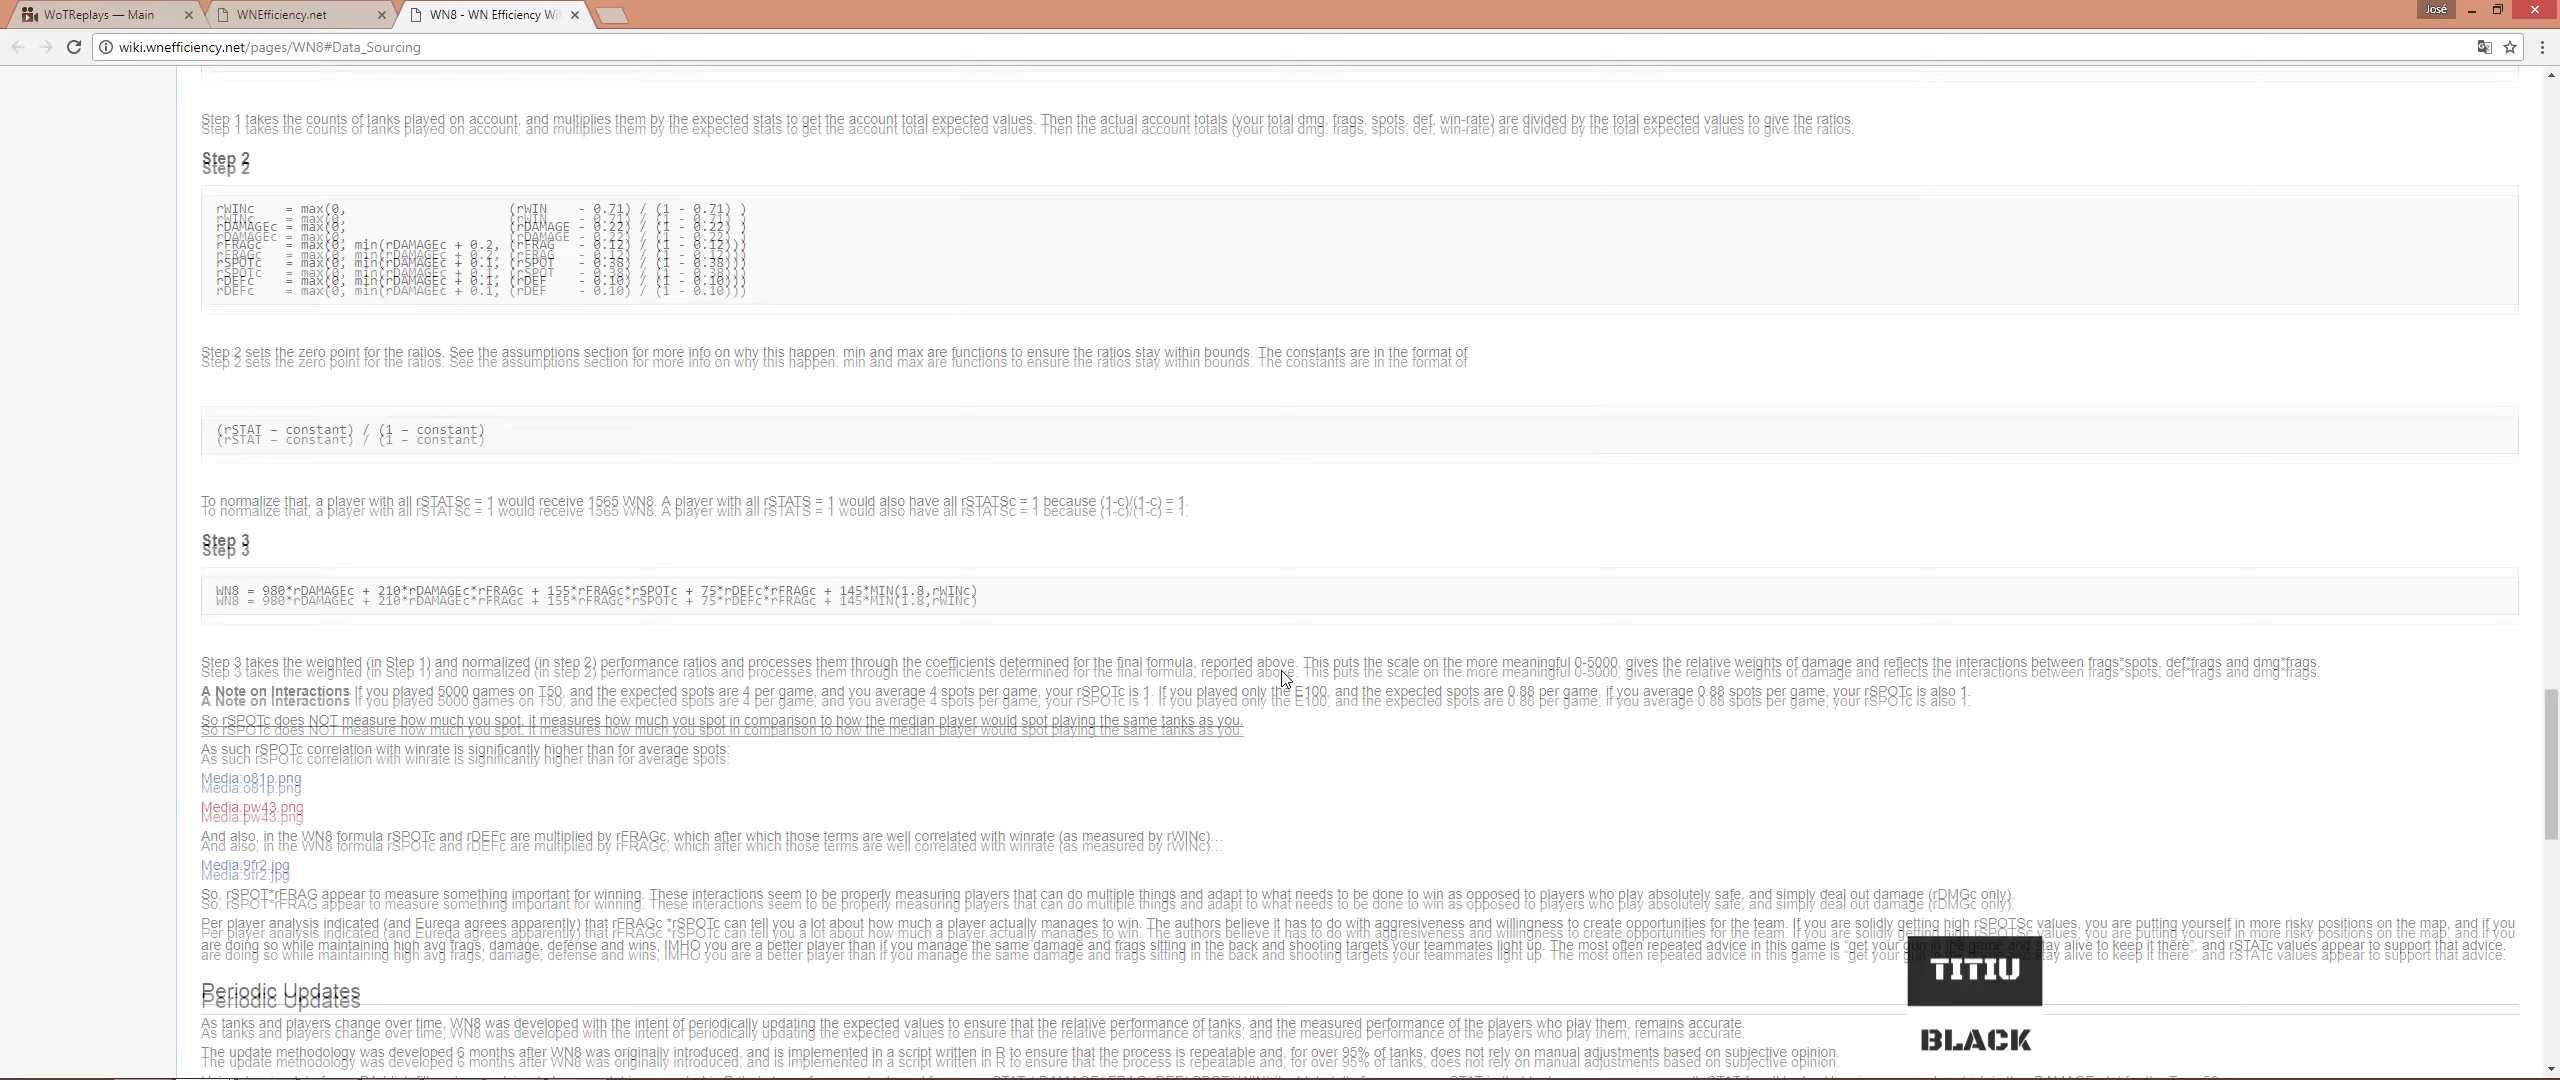 WoTReplays — Main
WNEfficiency.net
WN8 - WN Efficiency Wi
José
wiki.wnefficiency.net/pages/WN8#Data_Sourcing
Step 1 takes the counts of tanks played on account, and multiplies them by the expected stats to get the account total expected values. Then the actual account totals (your total dmg, frags, spots, def, win-rate) are divided by the total expected values to give the ratios.
Step 2
rWINc    = max(0,                     (rWIN    - 0.71) / (1 - 0.71) )
rDAMAGEc = max(0,                     (rDAMAGE - 0.22) / (1 - 0.22) )
rFRAGc   = max(0, min(rDAMAGEc + 0.2, (rFRAG   - 0.12) / (1 - 0.12)))
rSPOTc   = max(0, min(rDAMAGEc + 0.1, (rSPOT   - 0.38) / (1 - 0.38)))
rDEFc    = max(0, min(rDAMAGEc + 0.1, (rDEF    - 0.10) / (1 - 0.10)))
Step 2 sets the zero point for the ratios. See the assumptions section for more info on why this happen. min and max are functions to ensure the ratios stay within bounds. The constants are in the format of
(rSTAT – constant) / (1 – constant)
To normalize that, a player with all rSTATSc = 1 would receive 1565 WN8. A player with all rSTATS = 1 would also have all rSTATSc = 1 because (1-c)/(1-c) = 1.
Step 3
WN8 = 980*rDAMAGEc + 210*rDAMAGEc*rFRAGc + 155*rFRAGc*rSPOTc + 75*rDEFc*rFRAGc + 145*MIN(1.8,rWINc)
Step 3 takes the weighted (in Step 1) and normalized (in step 2) performance ratios and processes them through the coefficients determined for the final formula, reported above. This puts the scale on the more meaningful 0-5000, gives the relative weights of damage and reflects the interactions between frags*spots, def*frags and dmg*frags.
A Note on Interactions If you played 5000 games on T50, and the expected spots are 4 per game, and you average 4 spots per game, your rSPOTc is 1. If you played only the E100, and the expected spots are 0.88 per game, if you average 0.88 spots per game, your rSPOTc is also 1.
So rSPOTc does NOT measure how much you spot, it measures how much you spot in comparison to how the median player would spot playing the same tanks as you.
As such rSPOTc correlation with winrate is significantly higher than for average spots:
Media:o81p.png
Media:pw43.png
And also, in the WN8 formula rSPOTc and rDEFc are multiplied by rFRAGc, which after which those terms are well correlated with winrate (as measured by rWINc)…
Media:9fr2.jpg
So, rSPOT*rFRAG appear to measure something important for winning. These interactions seem to be properly measuring players that can do multiple things and adapt to what needs to be done to win as opposed to players who play absolutely safe, and simply deal out damage (rDMGc only).
Per player analysis indicated (and Eureqa agrees apparently) that rFRAGc *rSPOTc can tell you a lot about how much a player actually manages to win. The authors believe it has to do with aggresiveness and willingness to create opportunities for the team. If you are solidly getting high rSPOTSc values, you are putting yourself in more risky positions on the map, and if you
are doing so while maintaining high avg frags, damage, defense and wins, IMHO you are a better player than if you manage the same damage and frags sitting in the back and shooting targets your teammates light up. The most often repeated advice in this game is “get your gun in the game and stay alive to keep it there”, and rSTATc values appear to support that advice.
TITIU
Periodic Updates
As tanks and players change over time, WN8 was developed with the intent of periodically updating the expected values to ensure that the relative performance of tanks, and the measured performance of the players who play them, remains accurate.
BLACK
The update methodology was developed 6 months after WN8 was originally introduced, and is implemented in a script written in R to ensure that the process is repeatable and, for over 95% of tanks, does not rely on manual adjustments based on subjective opinion.